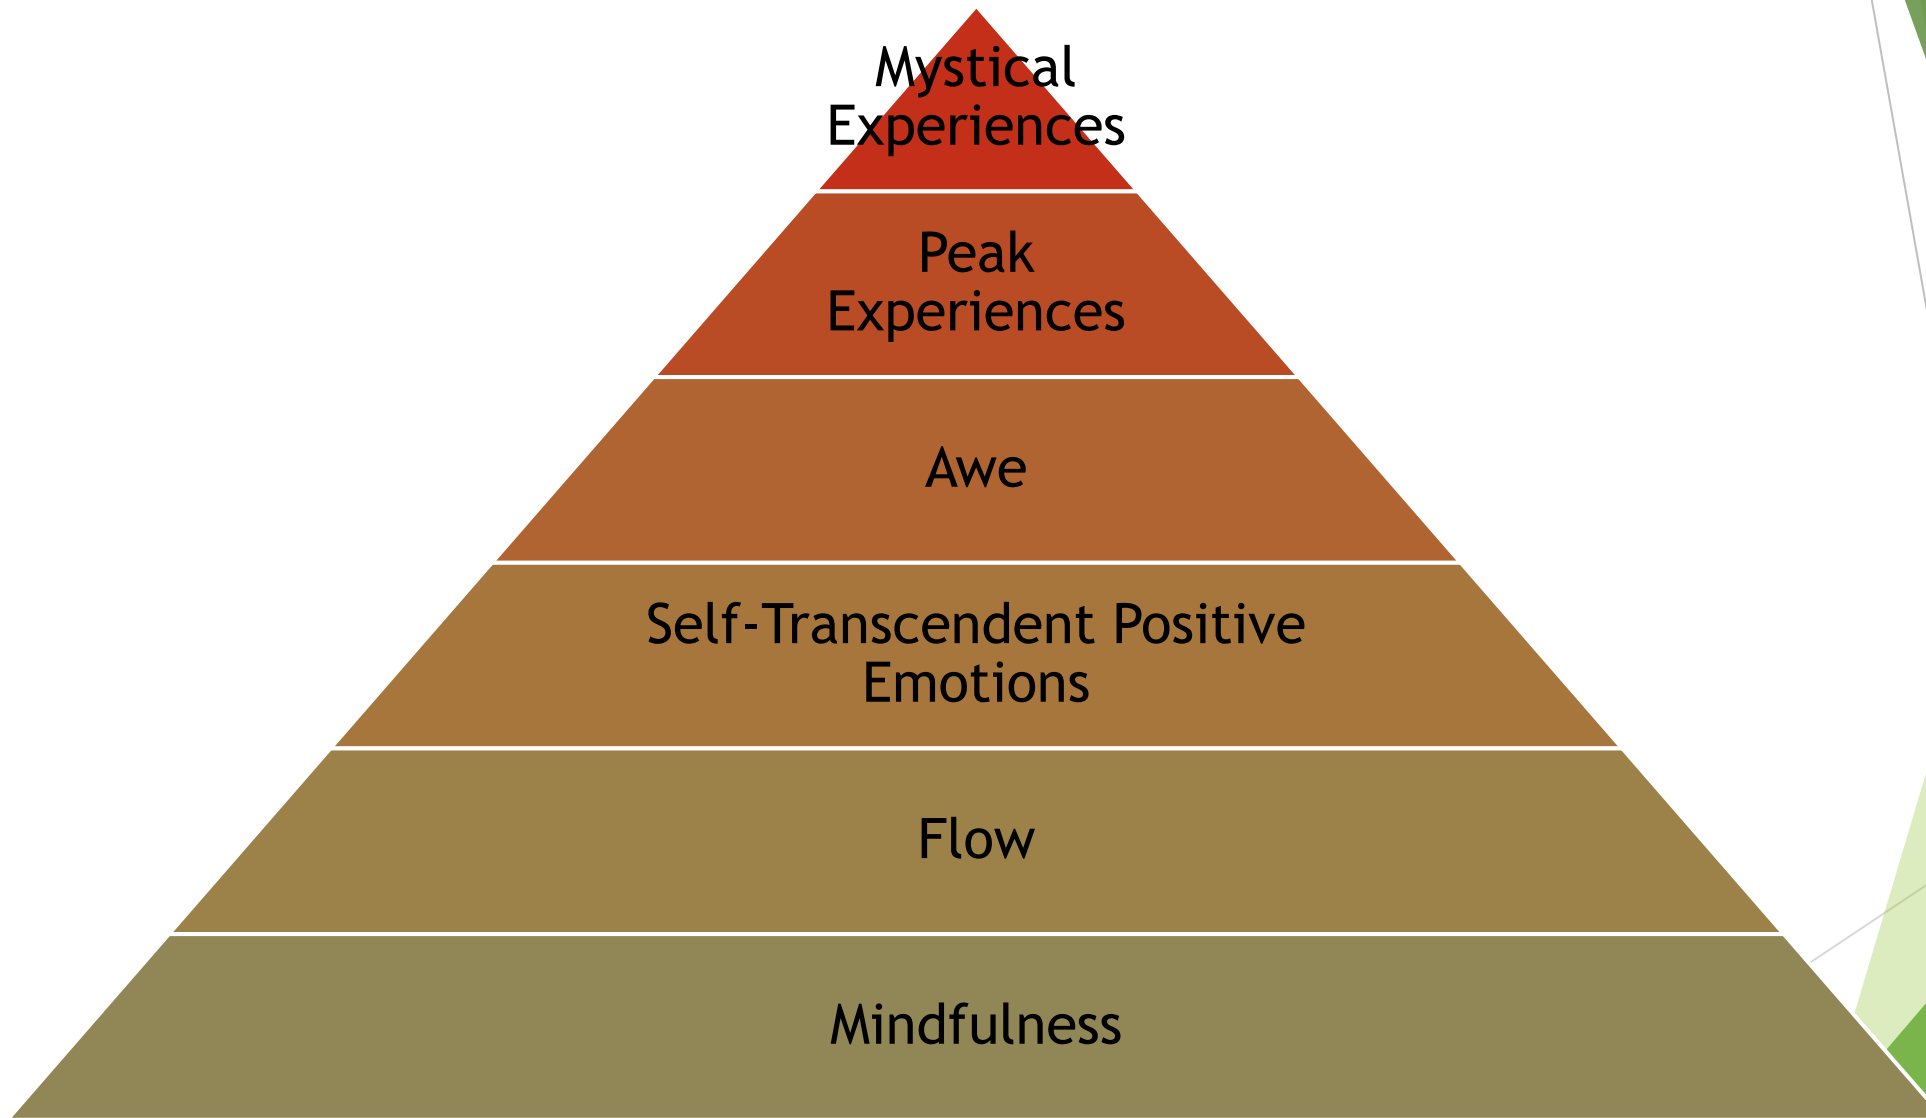 Mystical
Experiences
Peak
Experiences
Awe
Self-Transcendent Positive
Emotions
Flow
Mindfulness